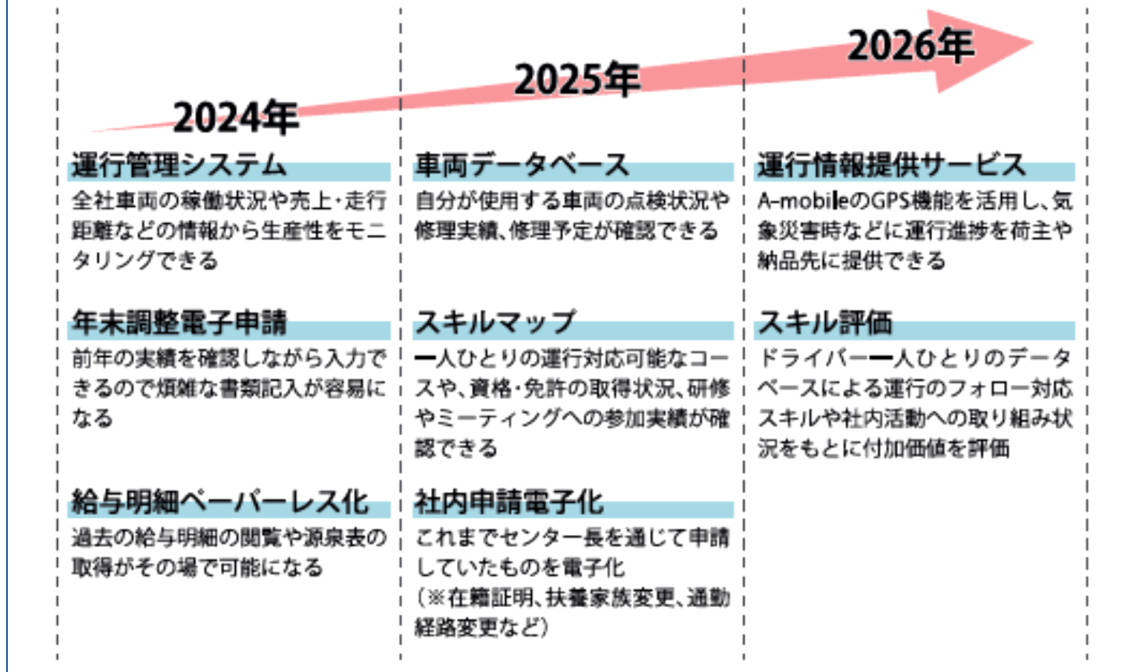 2024年
運行管理システム
全社車両の稼働状況や売上・走行
距離などの情報から生産性をモニ
タリングできる
年末調整電子申請
前年の実績を確認しながら入力で
きるので煩雑な書類記入が容易に
なる
給与明細ペーパーレス化
過去の給与明細の閲覧や源泉表の
取得がその場で可能になる
2025年
車両データベース
自分が使用する車両の点検状況や
修理実績、修理予定が確認できる
スキルマップ
一人ひとりの運行対応可能なコー
スや、資格・免許の取得状況、研修
やミーティングへの参加実績が確
認できる
社内申請電子化
これまでセンター長を通じて申請
していたものを電子化
（※在籍証明、扶養家族変更、通勤
経路変更など）
2026年
運行情報提供サービス
A-mobileのGPS機能を活用し、気
象災害時などに運行進捗を荷主や
納品先に提供できる
スキル評価
ドライバー一人ひとりのデータ
ベースによる運行のフォロー対応
スキルや社内活動への取り組み状
況をもとに付加価値を評価